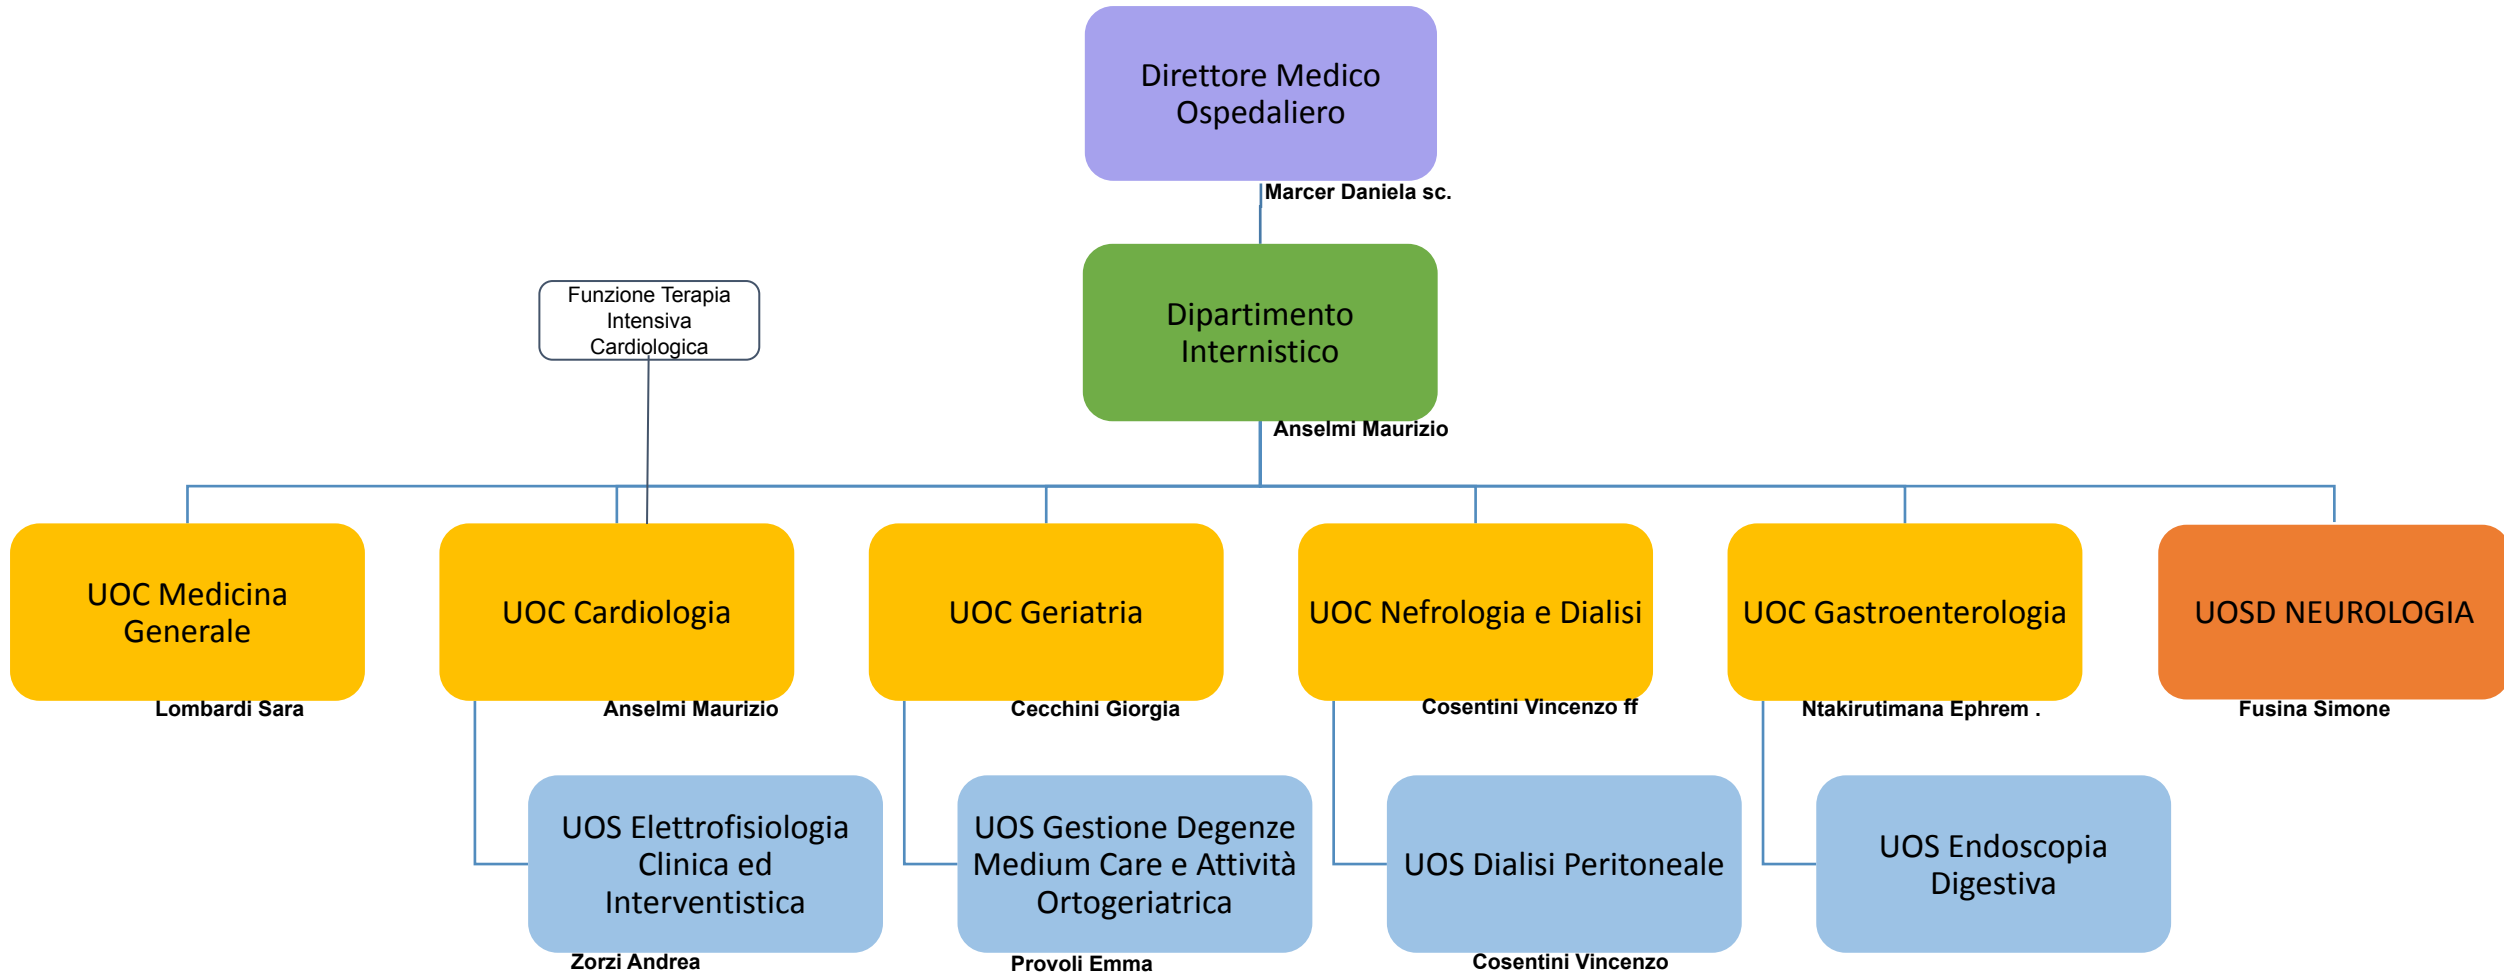 Direttore Medico
Ospedaliero
Marcer Daniela sc.
Funzione Terapia
Intensiva
Cardiologica
Dipartimento
Internistico
Anselmi Maurizio
UOC Medicina
Generale
Lombardi Sara
UOC Cardiologia
Anselmi Maurizio
UOC Geriatria
Cecchini Giorgia
UOC Nefrologia e Dialisi
Cosentini Vincenzo ff
UOC Gastroenterologia
Ntakirutimana Ephrem .
UOSD NEUROLOGIA
Fusina Simone
UOS Elettrofisiologia
Clinica ed
Interventistica
Zorzi Andrea
UOS Gestione Degenze
Medium Care e Attività
Ortogeriatrica
Provoli Emma
UOS Dialisi Peritoneale
Cosentini Vincenzo
UOS Endoscopia
Digestiva